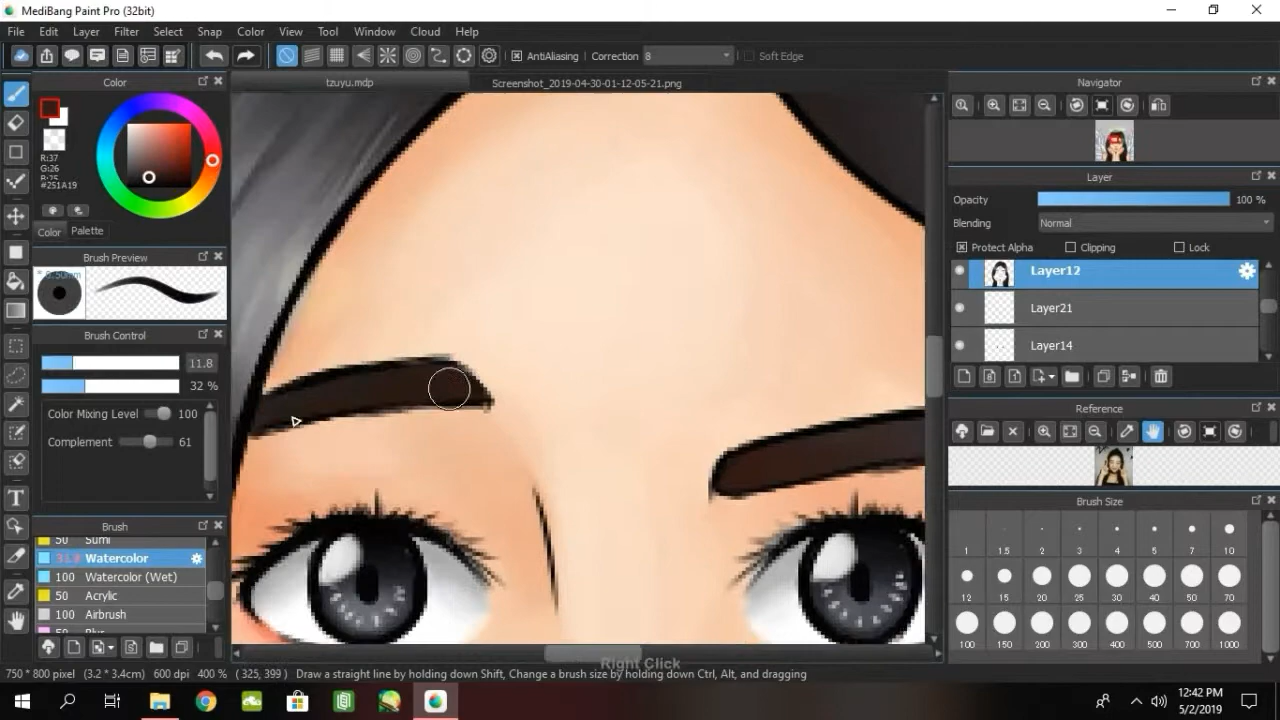 MediBang Paint Pro (32bit)
File Edit Layer Filter Select Snap Color View Tool Window Cloud Help
AntiAliasing Correction 8 Soft Edge
Color
tzuyu.mdp
Screenshot_2019-04-30-01-12-05-21.png
Navigator
R:37
G:26
B:25
#251A19
Color Palette
Layer
Opacity 100 %
Blending Normal
Protect Alpha Clipping Lock
Layer12
Layer21
Layer14
Brush Preview
* 0.50mm
Brush Control
11.8
32 %
Color Mixing Level 100
Complement 61
Reference
Brush
50 Sumi
Watercolor
100 Watercolor (Wet)
50 Acrylic
100 Airbrush
50 Blur
Brush Size
1 1.5 2 3 4 5 7 10
12 15 20 25 30 40 50 70
100 150 200 300 400 500 700 1000
Right Click
750 * 800 pixel (3.2 * 3.4cm) 600 dpi 400 % ( 325, 399 ) Draw a straight line by holding down Shift, Change a brush size by holding down Ctrl, Alt, and dragging
12:42 PM
5/2/2019